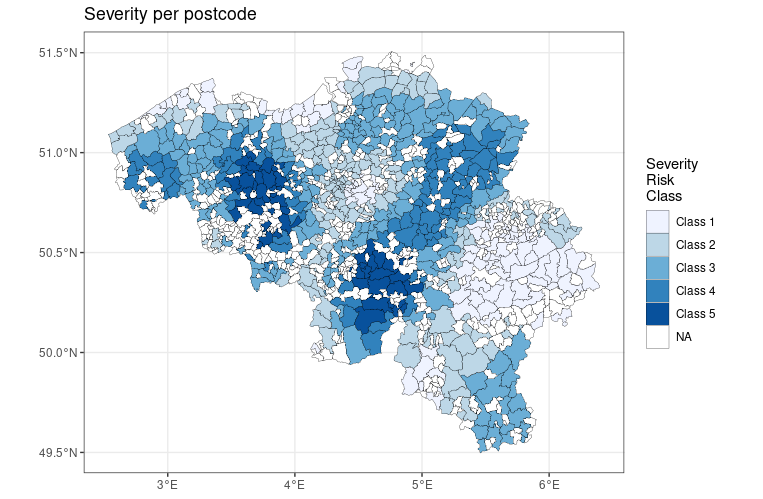 Severity per postcode
51.5°N
51.0°N
50.5°N
50.0°N
49.5°N
3°E
4°E
5°E
6°E
Severity
Risk
Class
Class 1
Class 2
Class 3
Class 4
Class 5
NA